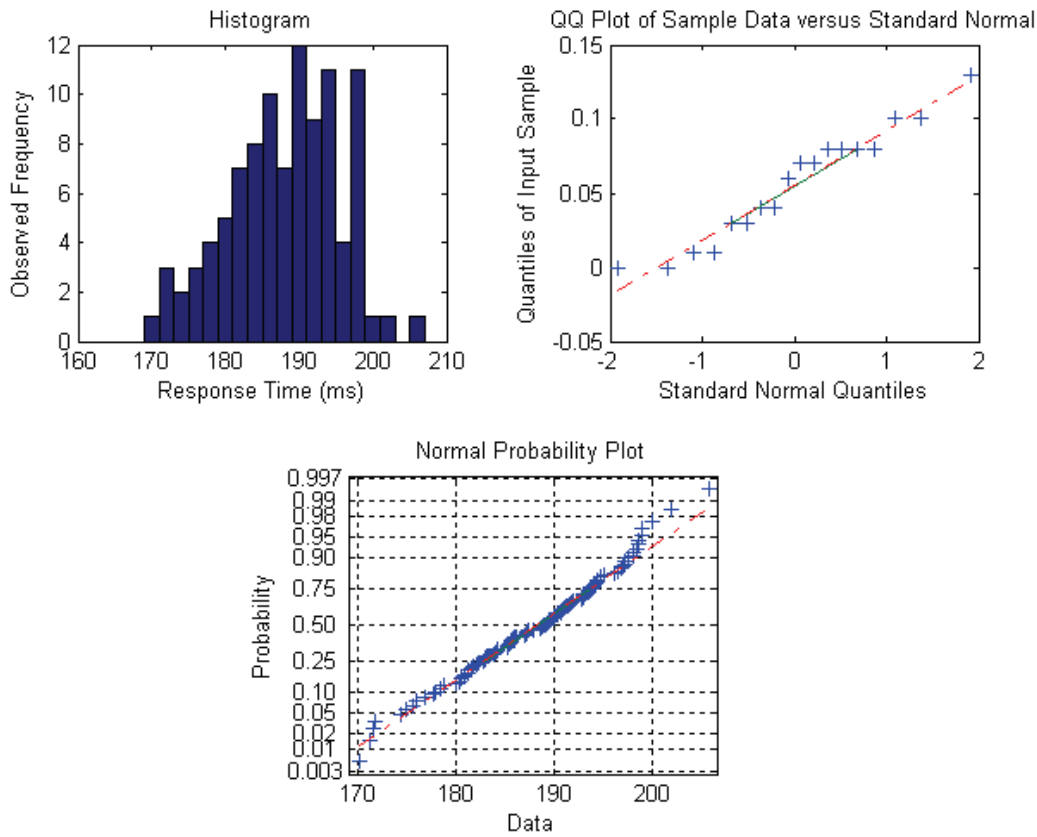 Histogram
12
10
8
6
4
2
0
Observed Frequency
160 170 180 190 200 210
Response Time (ms)
QQ Plot of Sample Data versus Standard Normal
0.15
0.1
0.05
0
-0.05
Quantiles of Input Sample
-2 -1 0 1 2
Standard Normal Quantiles
Normal Probability Plot
0.997
0.99
0.98
0.95
0.90
0.75
0.50
0.25
0.10
0.05
0.02
0.01
0.003
Probability
170 180 190 200
Data